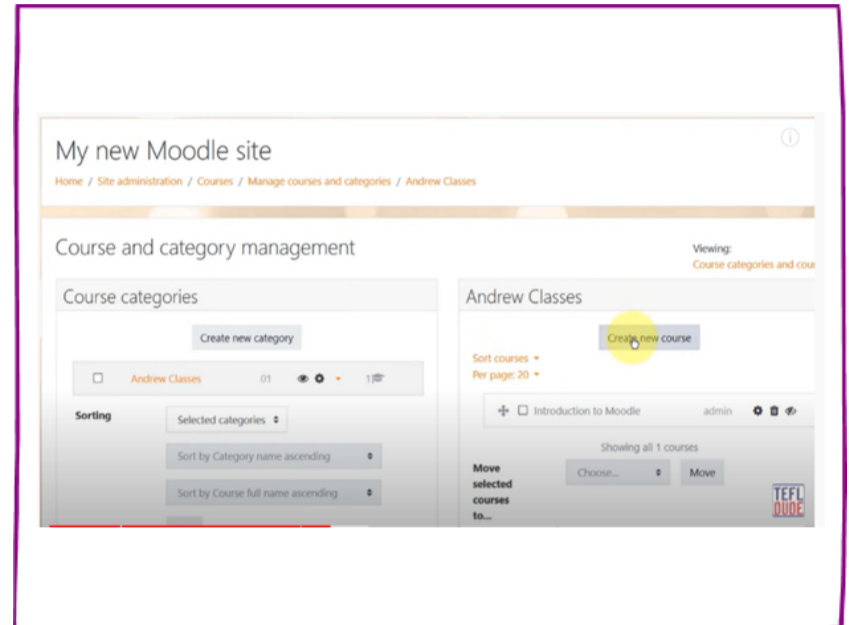 My new Moodle site
Home / Site administration / Courses / Manage courses and categories / Andrew Classes
Course and category management
Viewing:
Course categories and cour
Course categories
Create new category
Andrew Classes 01 1
Sorting
Selected categories
Sort by Category name ascending
Sort by Course full name ascending
Andrew Classes
Create new course
Sort courses
Per page: 20
Introduction to Moodle admin
Showing all 1 courses
Move selected courses to...
Choose... Move
TEFL
DUDE